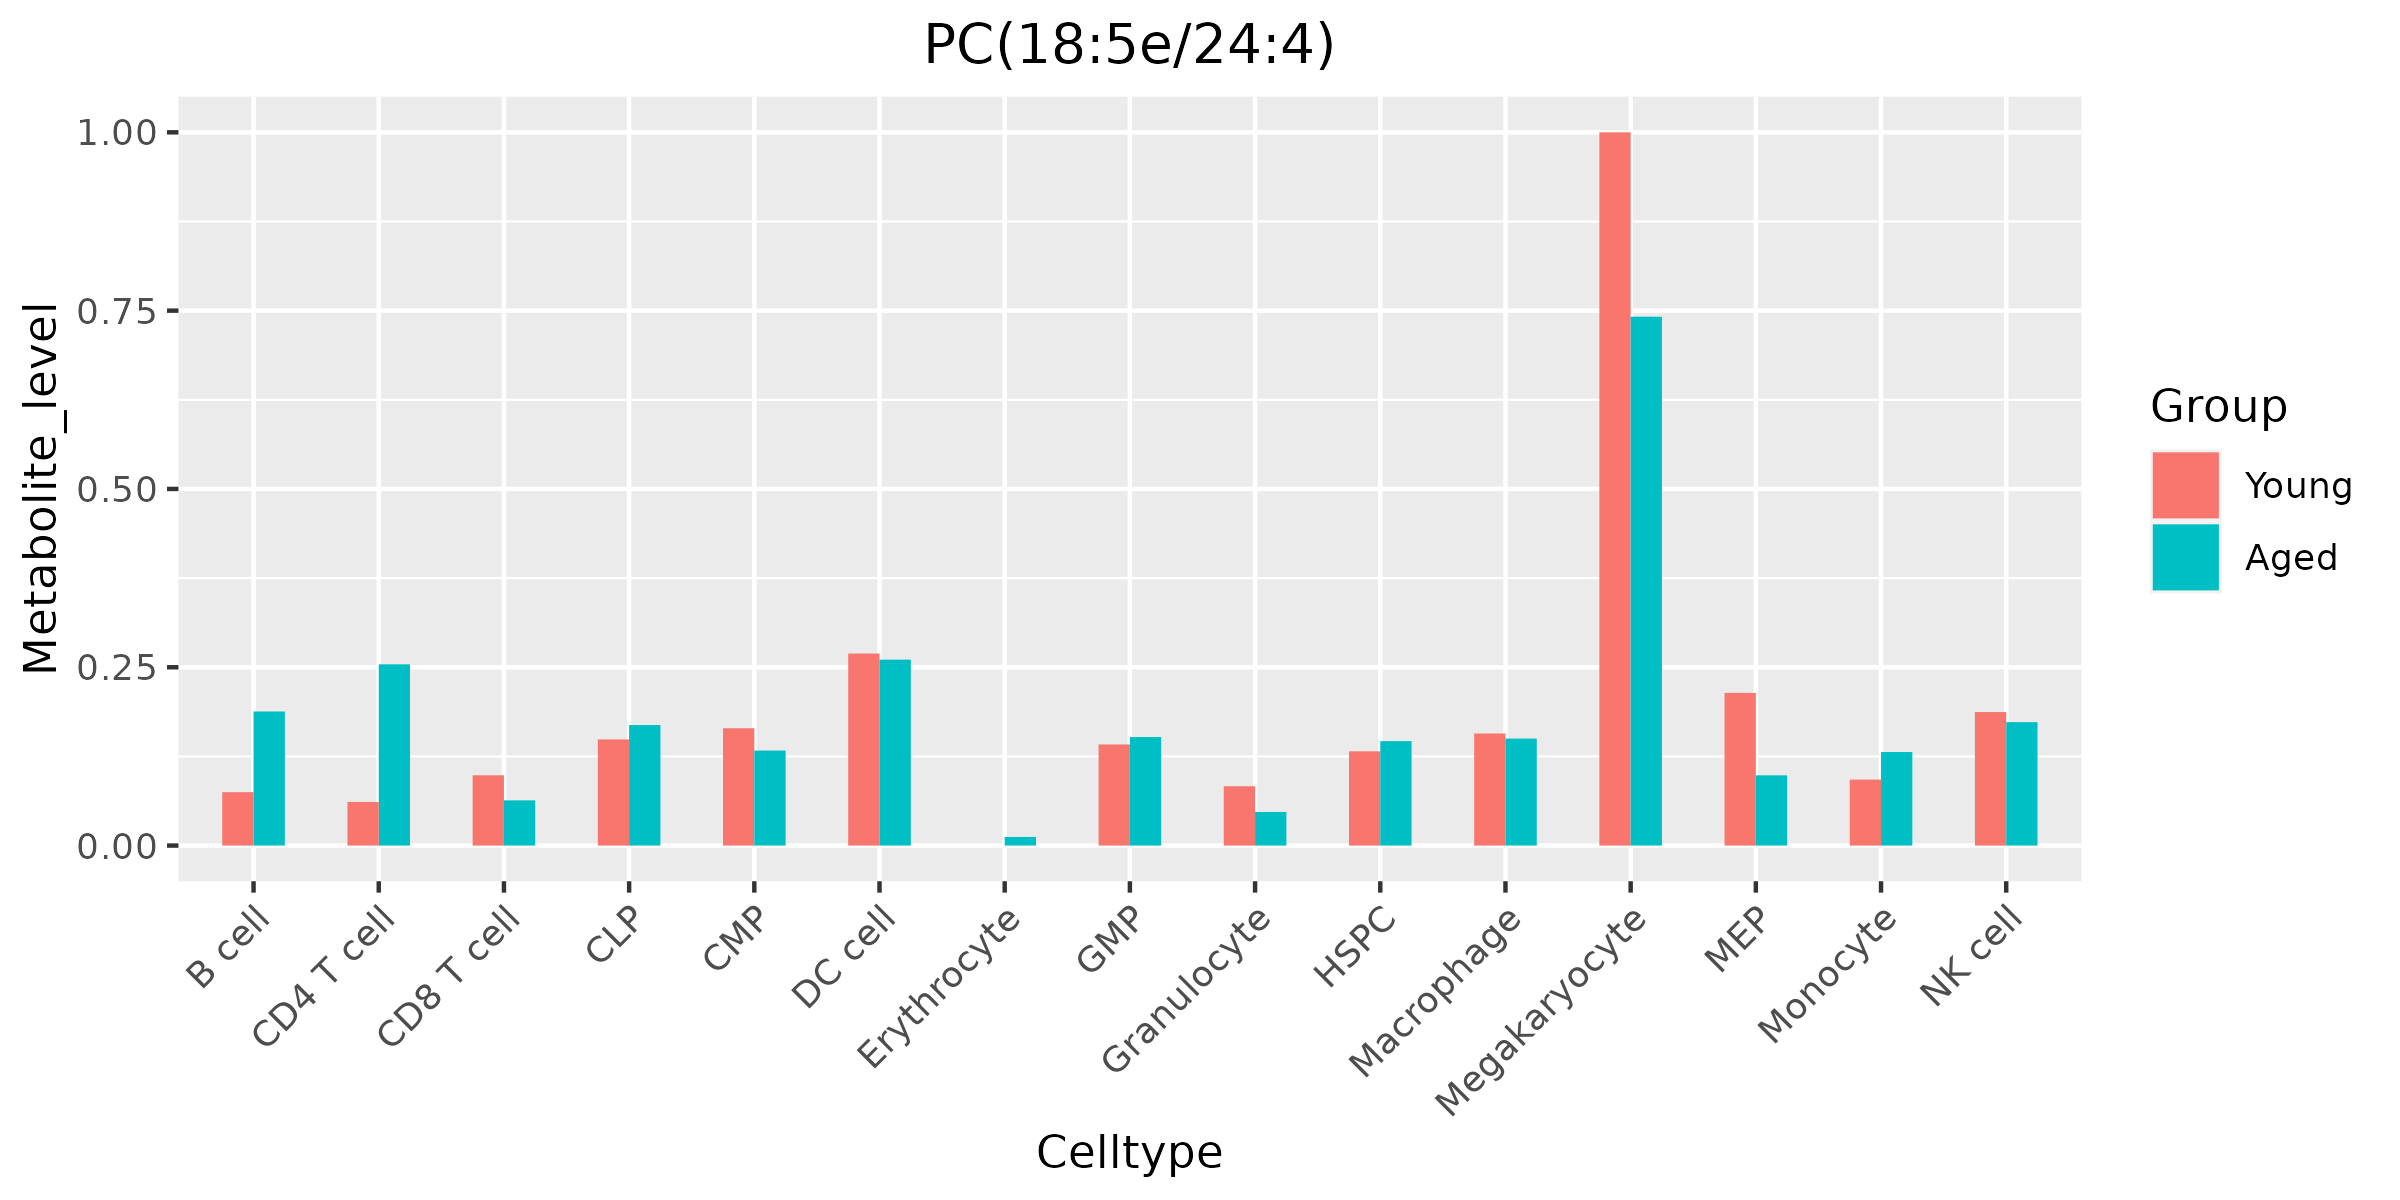 PC(18:5e/24:4)
Metabolite_level
1.00
0.75
0.50
0.25
0.00
B cell
CD4 T cell
CD8 T cell
CLP
CMP
DC cell
Erythrocyte
GMP
Granulocyte
HSPC
Macrophage
Megakaryocyte
MEP
Monocyte
NK cell
Celltype
Group
Young
Aged